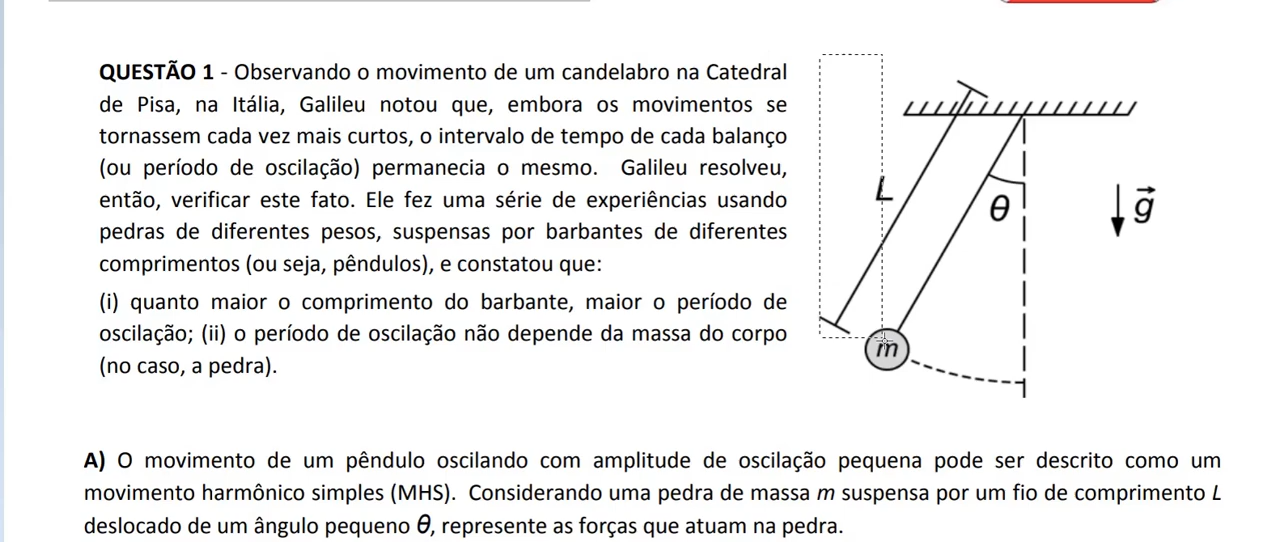 QUESTÃO 1 - Observando o movimento de um candelabro na Catedral
de Pisa, na Itália, Galileu notou que, embora os movimentos se
tornassem cada vez mais curtos, o intervalo de tempo de cada balanço
(ou período de oscilação) permanecia o mesmo. Galileu resolveu,
então, verificar este fato. Ele fez uma série de experiências usando
pedras de diferentes pesos, suspensas por barbantes de diferentes
comprimentos (ou seja, pêndulos), e constatou que:
(i) quanto maior o comprimento do barbante, maior o período de
oscilação; (ii) o período de oscilação não depende da massa do corpo
(no caso, a pedra).
L
θ
g⃗
m
A) O movimento de um pêndulo oscilando com amplitude de oscilação pequena pode ser descrito como um
movimento harmônico simples (MHS). Considerando uma pedra de massa m suspensa por um fio de comprimento L
deslocado de um ângulo pequeno θ, represente as forças que atuam na pedra.